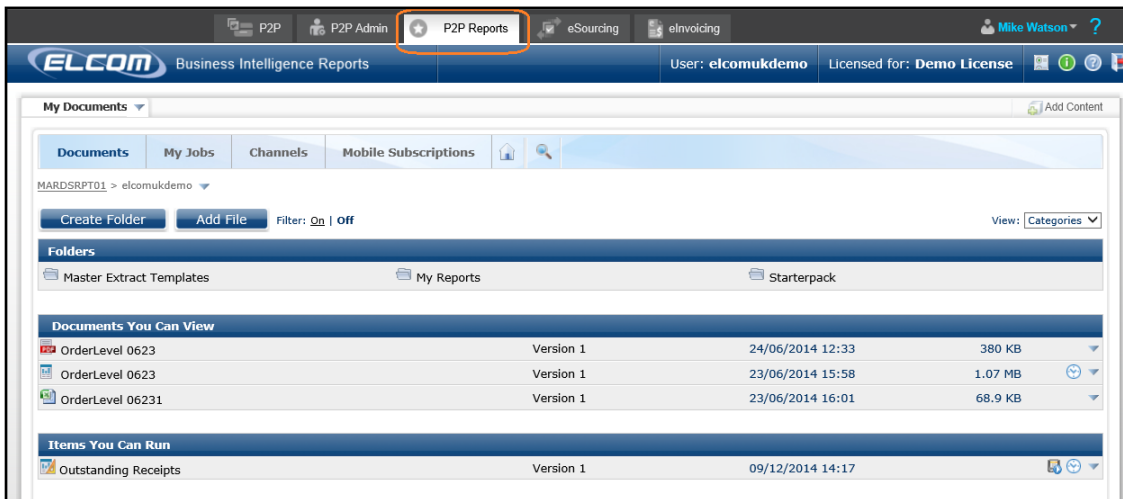 P2P P2P Admin P2P Reports eSourcing eInvoicing Mike Watson ?
ELCOM Business Intelligence Reports User: elcomukdemo Licensed for: Demo License
My Documents Add Content
Documents My Jobs Channels Mobile Subscriptions
MARDSRPT01 > elcomukdemo
Create Folder Add File Filter: On | Off View: Categories
Folders
Master Extract Templates My Reports Starterpack
Documents You Can View
OrderLevel 0623 Version 1 24/06/2014 12:33 380 KB
OrderLevel 0623 Version 1 23/06/2014 15:58 1.07 MB
OrderLevel 06231 Version 1 23/06/2014 16:01 68.9 KB
Items You Can Run
Outstanding Receipts Version 1 09/12/2014 14:17